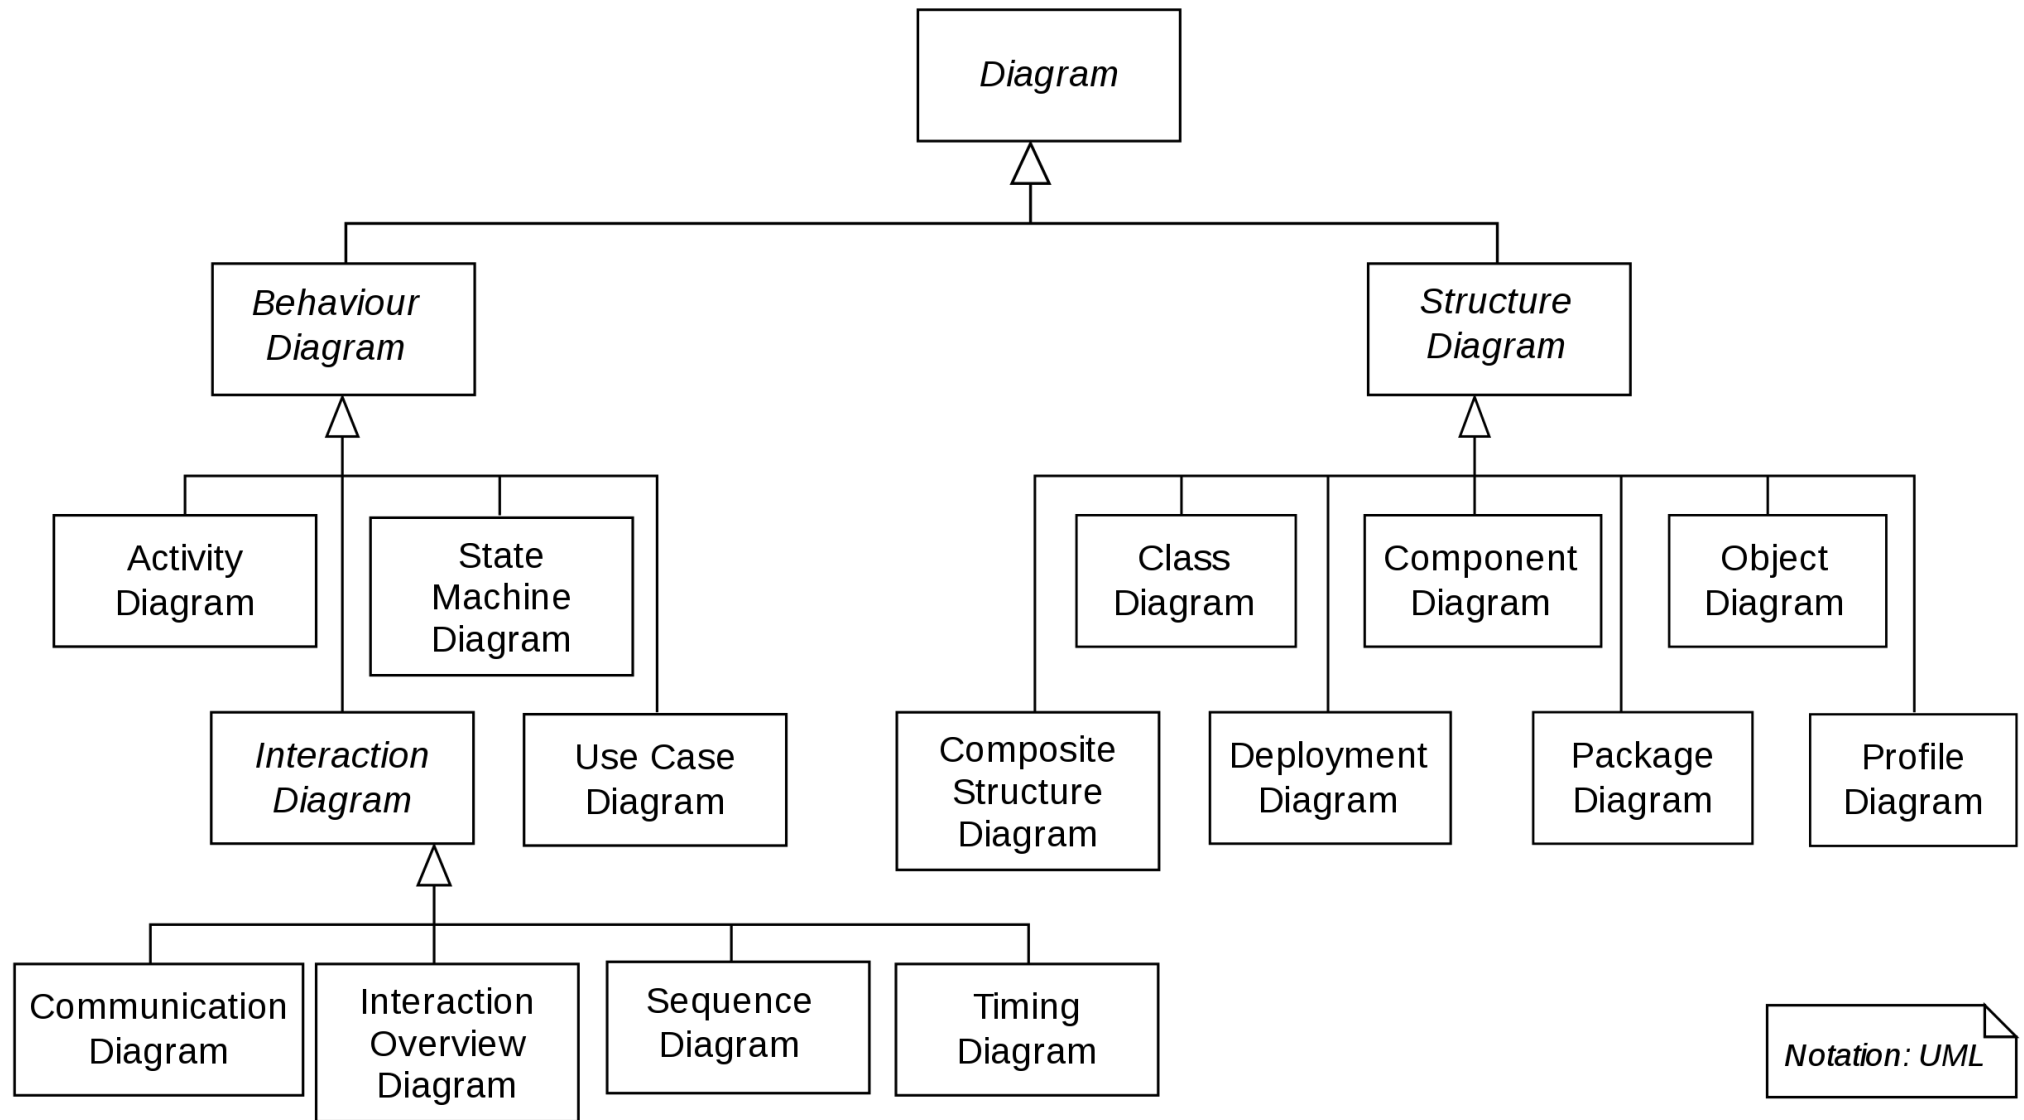 Diagram
Behaviour
Diagram
Structure
Diagram
Activity
Diagram
State
Machine
Diagram
Class
Diagram
Component
Diagram
Object
Diagram
Interaction
Diagram
Use Case
Diagram
Composite
Structure
Diagram
Deployment
Diagram
Package
Diagram
Profile
Diagram
Communication
Diagram
Interaction
Overview
Diagram
Sequence
Diagram
Timing
Diagram
Notation: UML